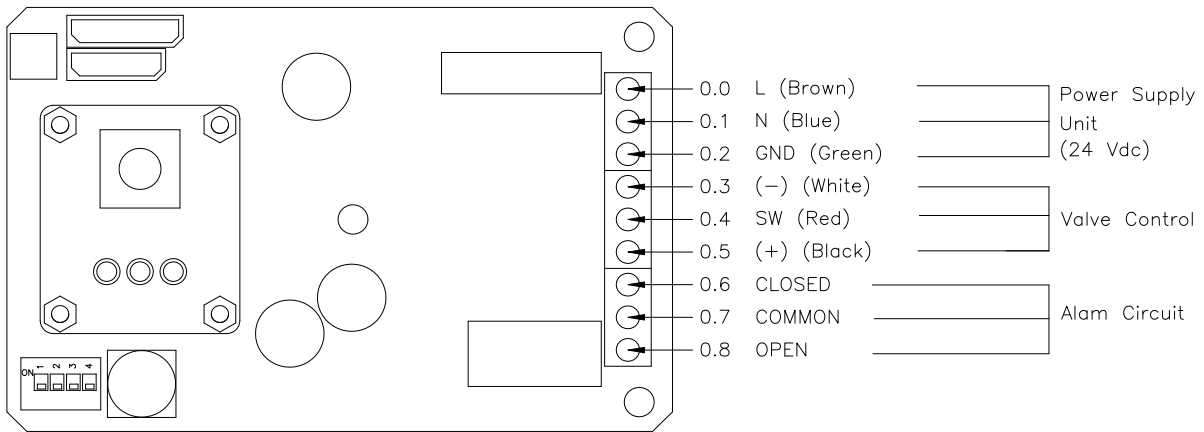 0.0 L (Brown)
0.1 N (Blue)
0.2 GND (Green)
Power Supply
Unit
(24 Vdc)
0.3 (-) (White)
0.4 SW (Red)
0.5 (+) (Black)
Valve Control
0.6 CLOSED
0.7 COMMON
0.8 OPEN
Alam Circuit
ON
1 2 3 4